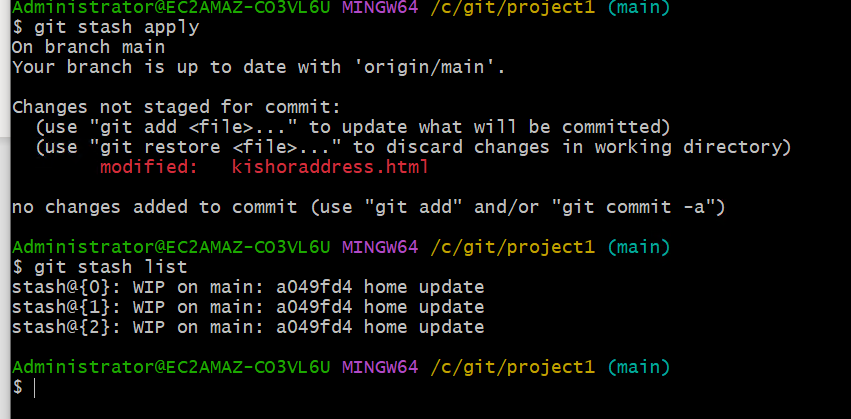 Administrator@EC2AMAZ-CO3VL6U MINGW64 /c/git/project1 (main)
$ git stash apply
On branch main
Your branch is up to date with 'origin/main'.
Changes not staged for commit:
(use "git add <file>..." to update what will be committed)
(use "git restore <file>..." to discard changes in working directory)
modified: kishoraddress.html
no changes added to commit (use "git add" and/or "git commit -a")
Administrator@EC2AMAZ-CO3VL6U MINGW64 /c/git/project1 (main)
$ git stash list
stash@{0}: WIP on main: a049fd4 home update
stash@{1}: WIP on main: a049fd4 home update
stash@{2}: WIP on main: a049fd4 home update
Administrator@EC2AMAZ-CO3VL6U MINGW64 /c/git/project1 (main)
$